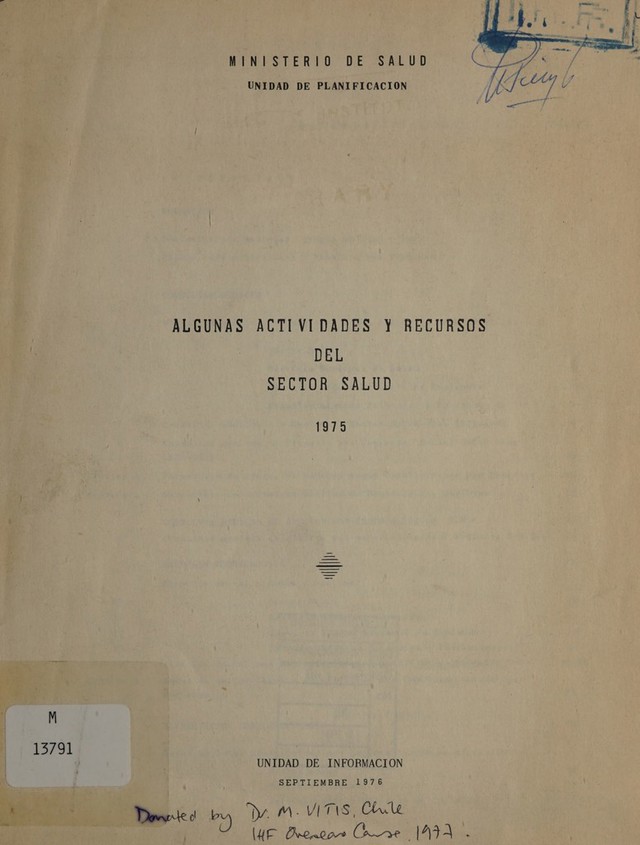 MINISTERIO DE SALUD
UNIDAD DE PLANIFICACION
ALGUNAS ACTIVIDADES Y RECURSOS
DEL
SECTOR SALUD
1975
M
13791
UNIDAD DE INFORMACION
SEPTIEMBRE 1976
Donated by Dr. M. VITIS, Chile
IHF Overseas Course 1977.